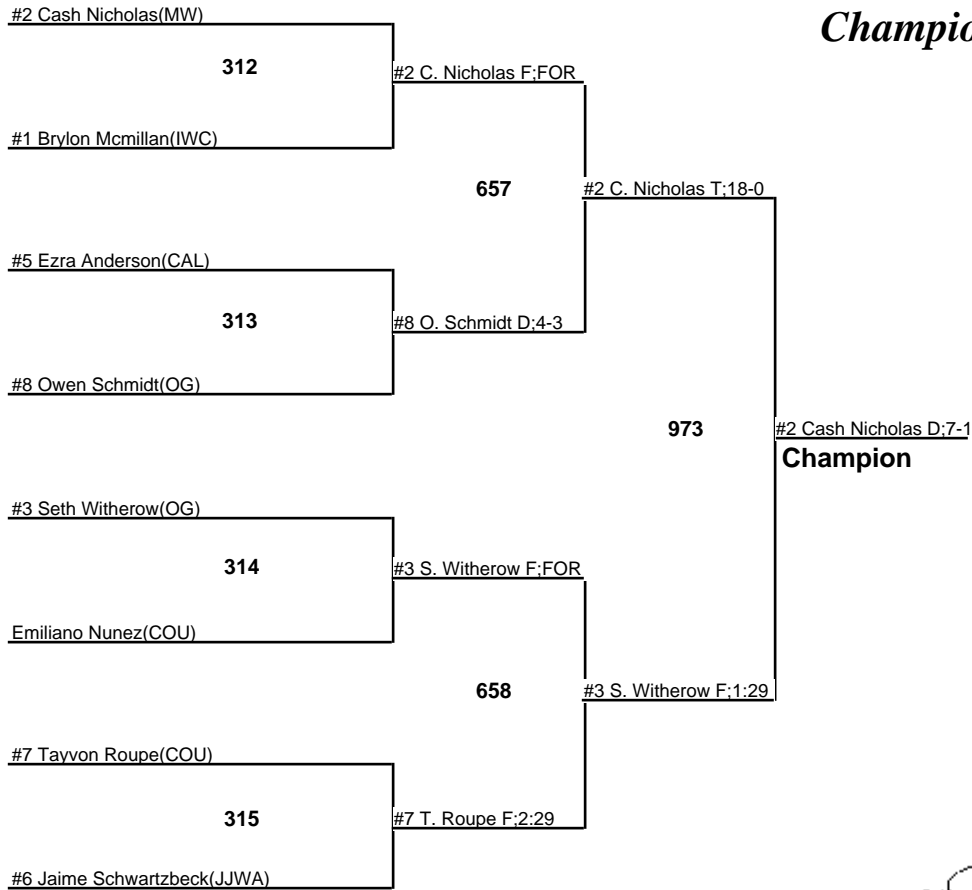 #2 Cash Nicholas(MW)
Champio
312
#2 C. Nicholas F;FOR
#1 Brylon Mcmillan(IWC)
657
#2 C. Nicholas T;18-0
#5 Ezra Anderson(CAL)
313
#8 O. Schmidt D;4-3
#8 Owen Schmidt(OG)
973
#2 Cash Nicholas D;7-1
Champion
#3 Seth Witherow(OG)
314
#3 S. Witherow F;FOR
Emiliano Nunez(COU)
658
#3 S. Witherow F;1:29
#7 Tayvon Roupe(COU)
315
#7 T. Roupe F;2:29
#6 Jaime Schwartzbeck(JJWA)